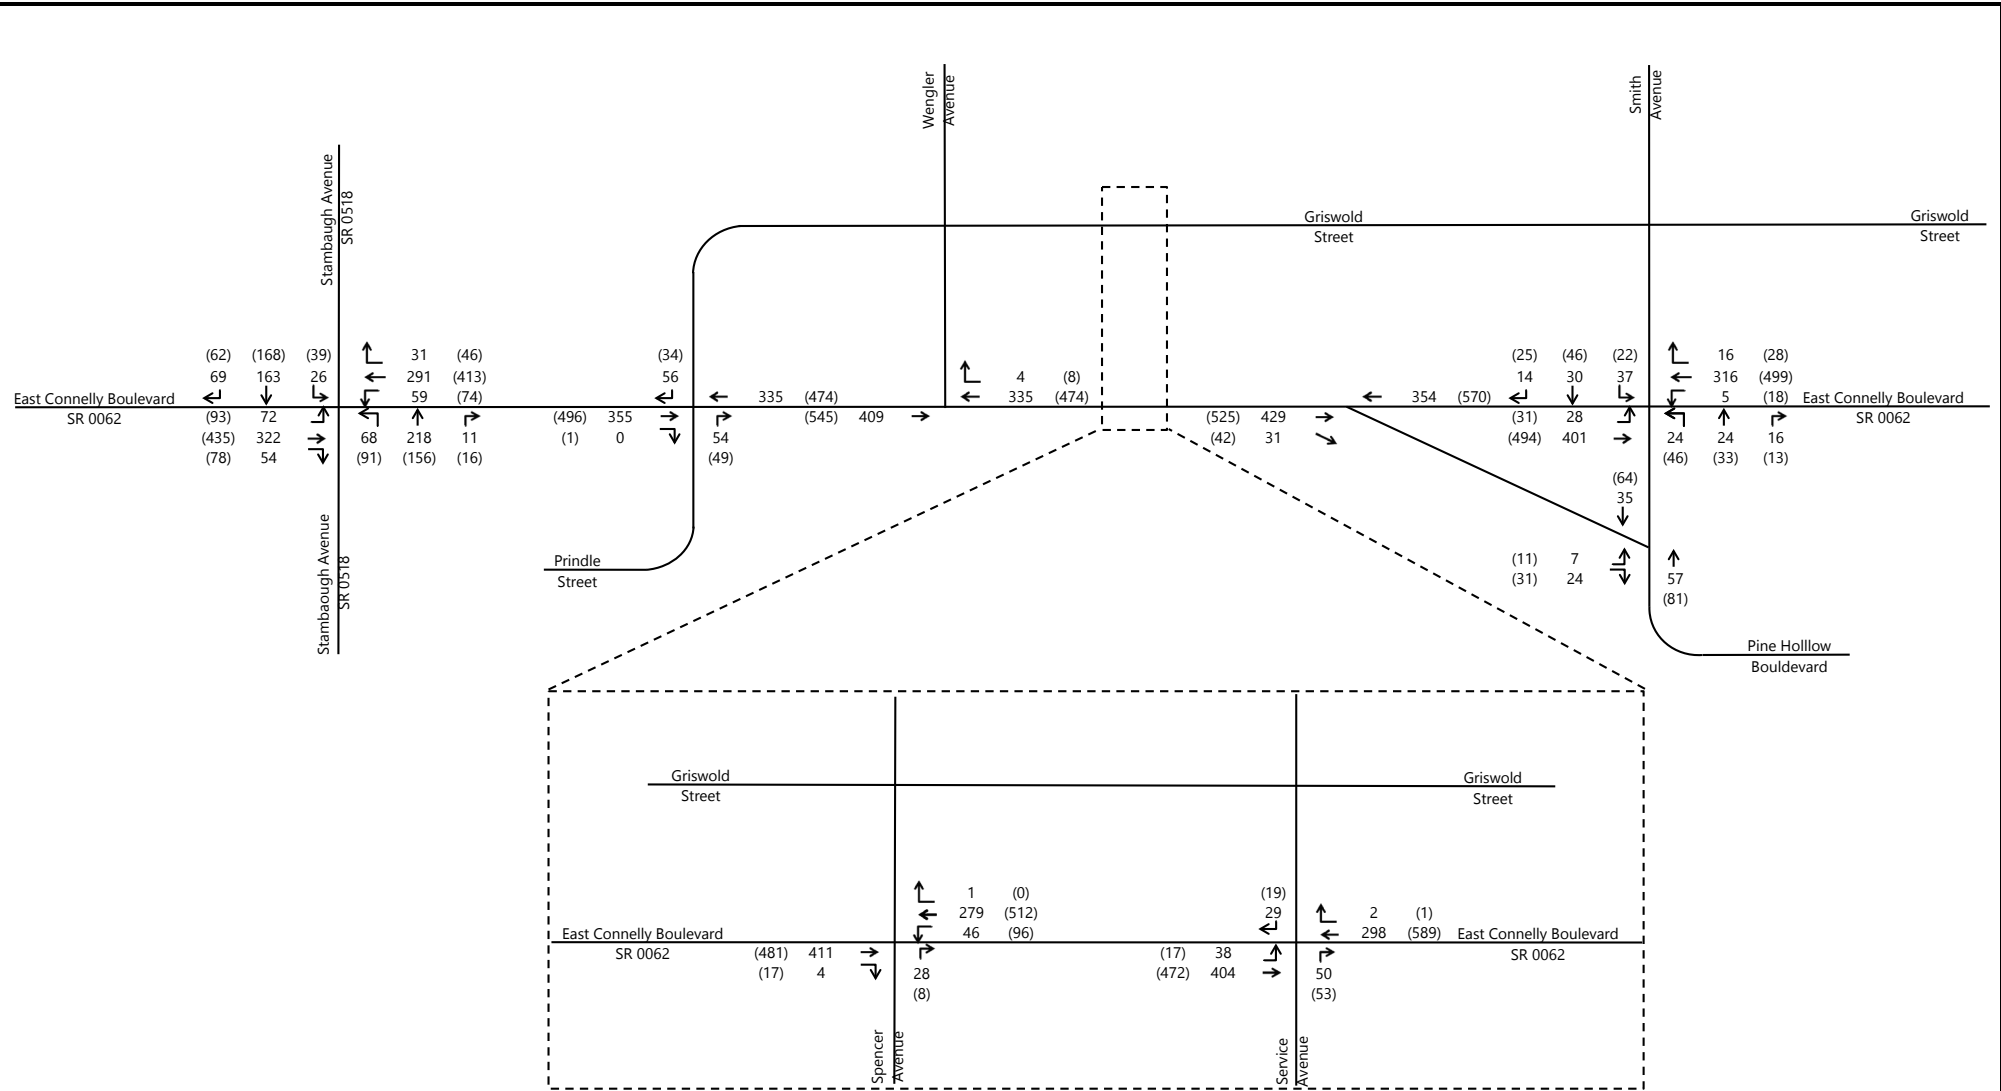 Wengler
Avenue
Smith
Avenue
Stambaugh Avenue
SR 0518
Griswold
Street
Griswold
Street
(62) (168) (39) 31 (46)
69 163 26 291 (413)
59 (74)
East Connelly Boulevard
SR 0062
(93) 72
(435) 322 68 218 11
(78) 54 (91) (156) (16)
(34)
56
335 (474)
(496) 355
(1) 0 54
(49)
(545) 409
4 (8)
335 (474)
(525) 429
(42) 31
354 (570)
(25) (46) (22) 16 (28)
14 30 37 316 (499)
5 (18)
East Connelly Boulevard
SR 0062
(31) 28
(494) 401 24 24 16
(46) (33) (13)
(64)
35
(11) 7
(31) 24 57
(81)
Stambaough Avenue
SR 0518
Prindle
Street
Pine Holllow
Bouldevard
Griswold
Street
Griswold
Street
1 (0)
279 (512)
46 (96)
(19)
29
2 (1)
298 (589)
East Connelly Boulevard
SR 0062
East Connelly Boulevard
SR 0062
(481) 411
(17) 4 28
(8)
(17) 38
(472) 404 50
(53)
Spencer
Avenue
Service
Avenue